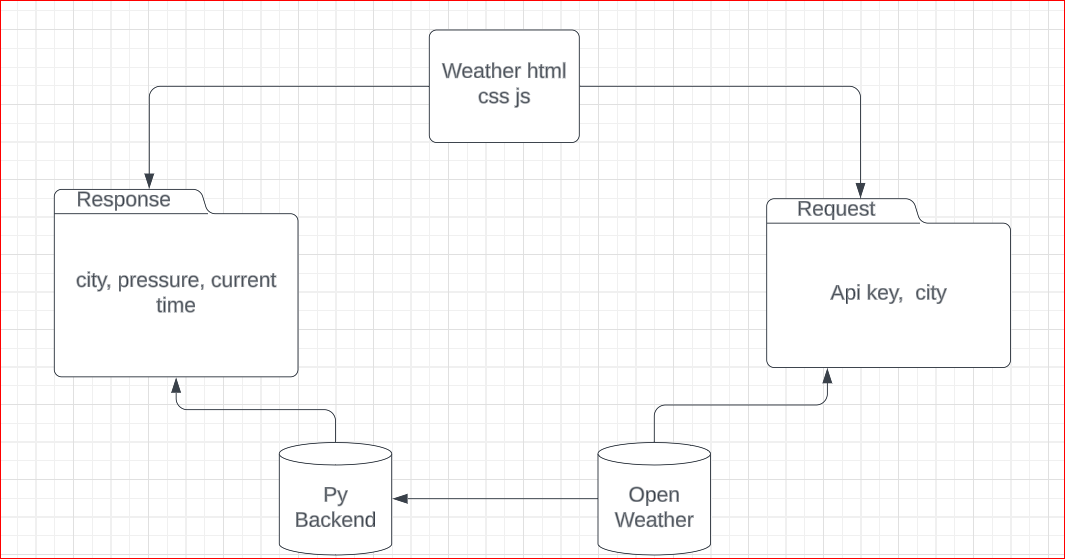 Weather html
css js
Response
city, pressure, current
time
Request
Api key,  city
Py
Backend
Open
Weather